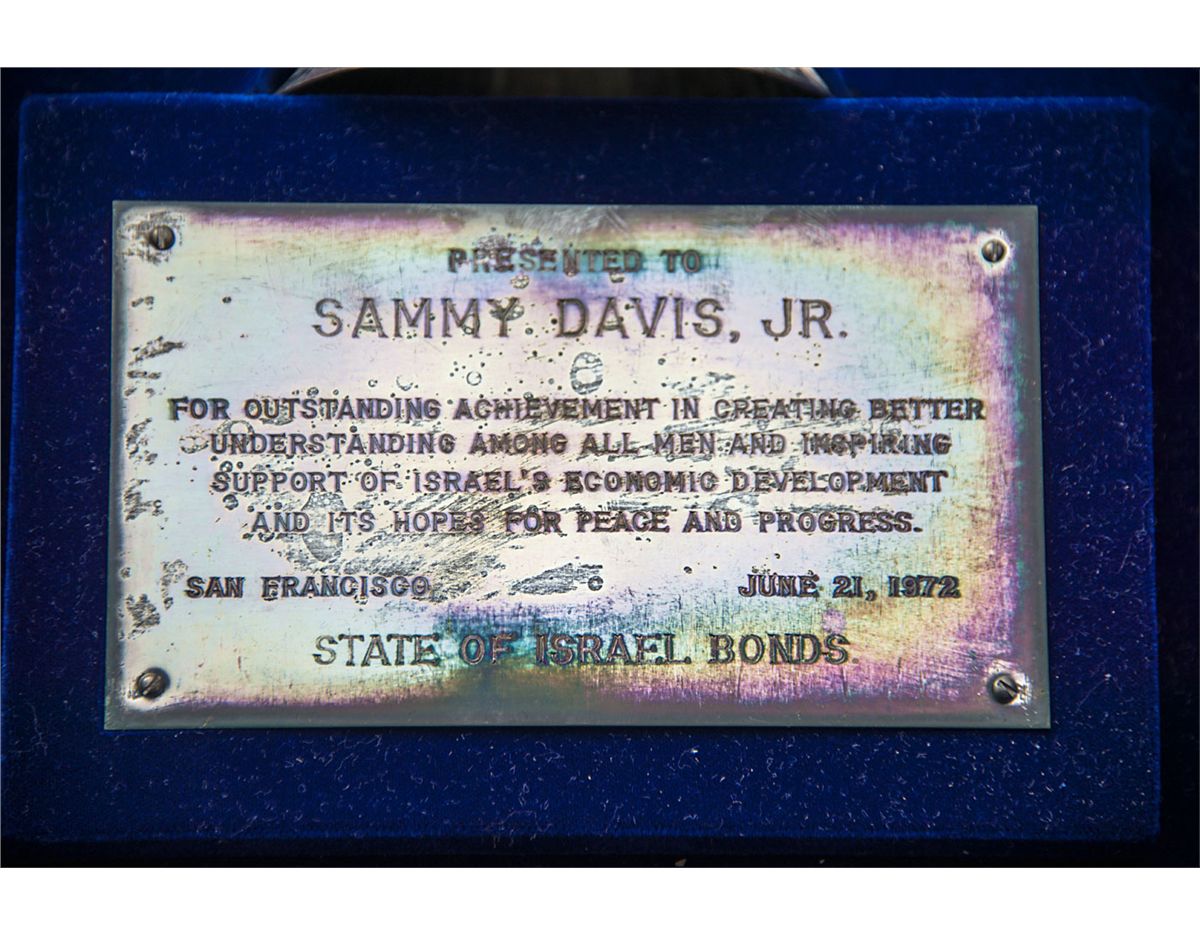 PRESENTED TO
SAMMY DAVIS, JR.
FOR OUTSTANDING ACHIEVEMENT IN CREATING BETTER
UNDERSTANDING AMONG ALL MEN AND INSPIRING
SUPPORT OF ISRAEL'S ECONOMIC DEVELOPMENT
AND ITS HOPES FOR PEACE AND PROGRESS.
SAN FRANCISCO JUNE 21, 1972
STATE OF ISRAEL BONDS.